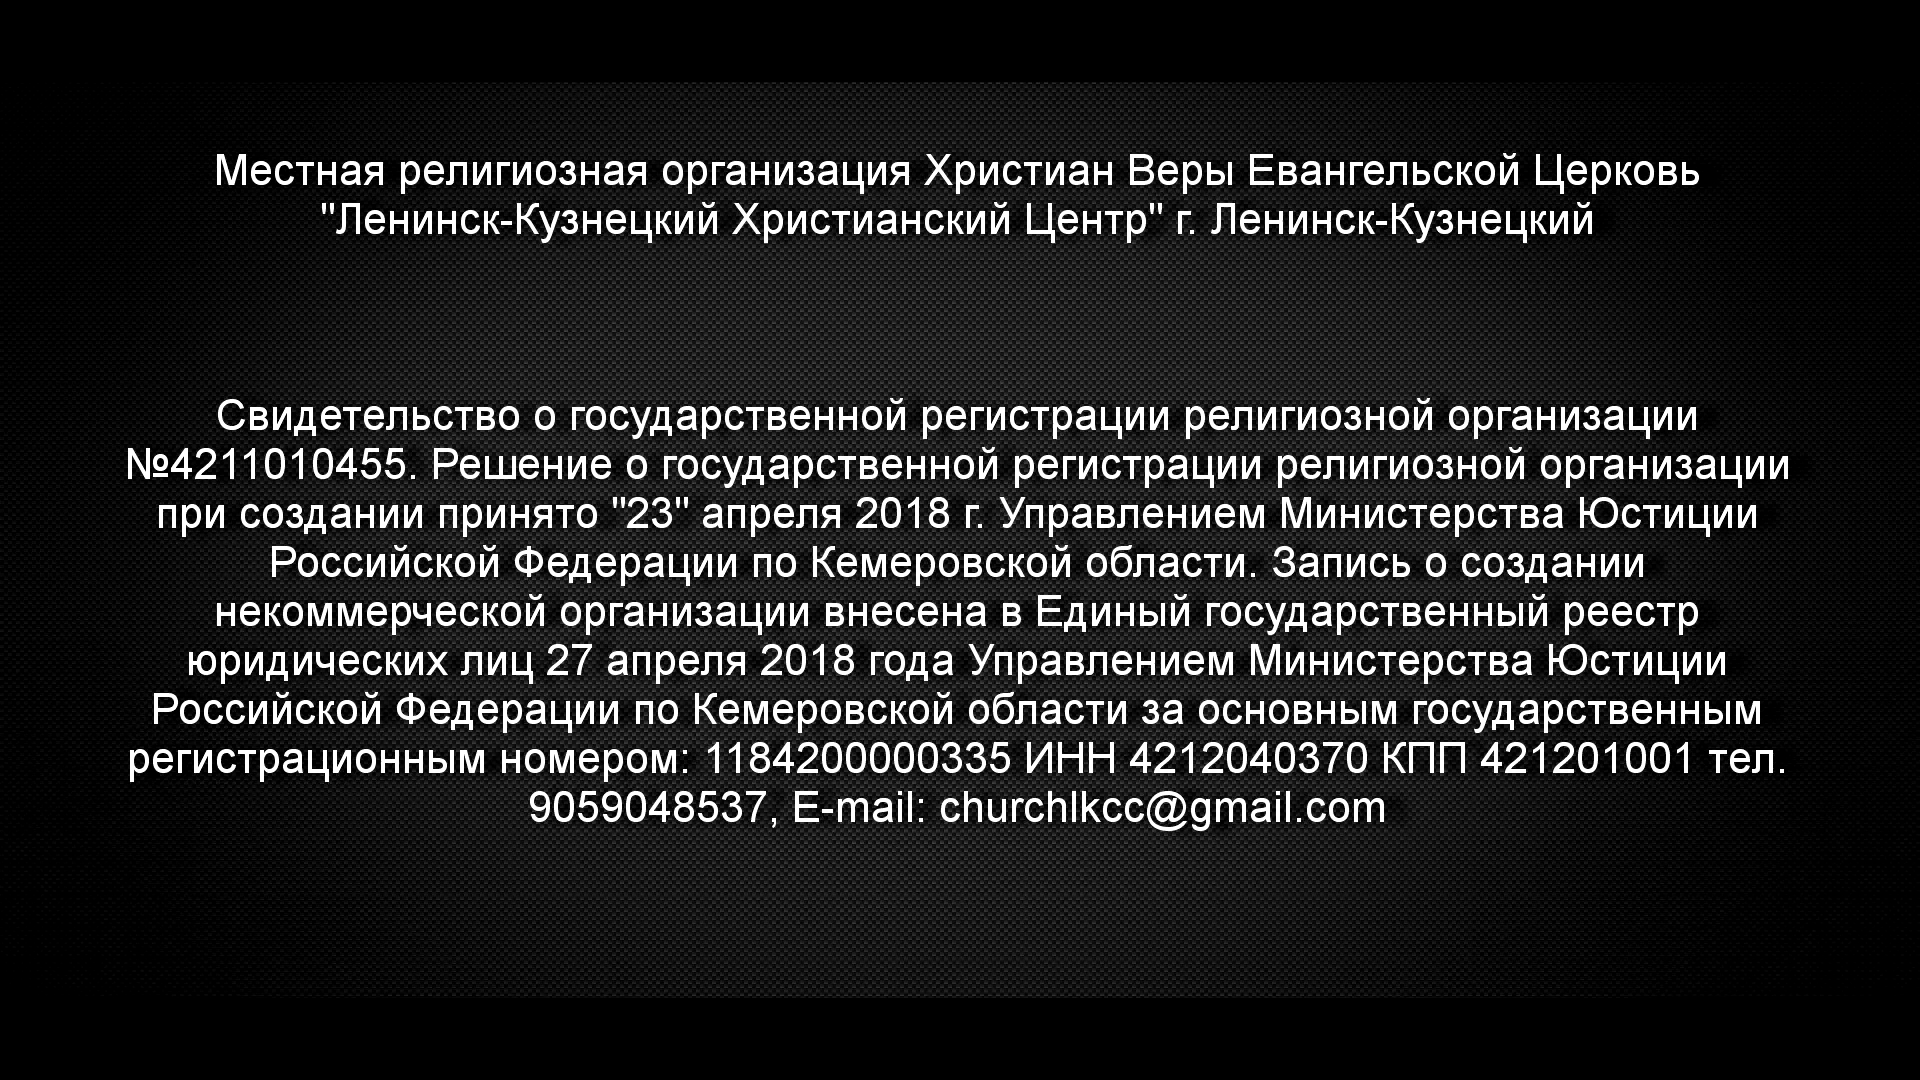 Местная религиозная организация Христиан Веры Евангельской Церковь
"Ленинск-Кузнецкий Христианский Центр" г. Ленинск-Кузнецкий
Свидетельство о государственной регистрации религиозной организации
№4211010455. Решение о государственной регистрации религиозной организации
при создании принято "23" апреля 2018 г. Управлением Министерства Юстиции
Российской Федерации по Кемеровской области. Запись о создании
некоммерческой организации внесена в Единый государственный реестр
юридических лиц 27 апреля 2018 года Управлением Министерства Юстиции
Российской Федерации по Кемеровской области за основным государственным
регистрационным номером: 1184200000335 ИНН 4212040370 КПП 421201001 тел.
9059048537, E-mail: churchlkcc@gmail.com